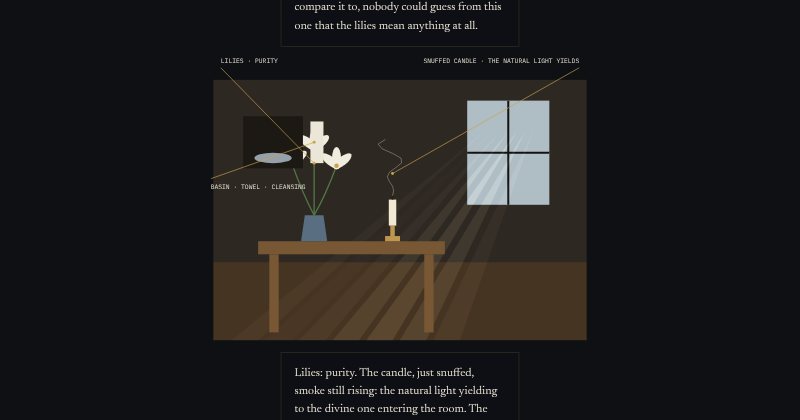 compare it to, nobody could guess from this
one that the lilies mean anything at all.
LILIES · PURITY
SNUFFED CANDLE · THE NATURAL LIGHT YIELDS
BASIN · TOWEL · CLEANSING
Lilies: purity. The candle, just snuffed,
smoke still rising: the natural light yielding
to the divine one entering the room. The